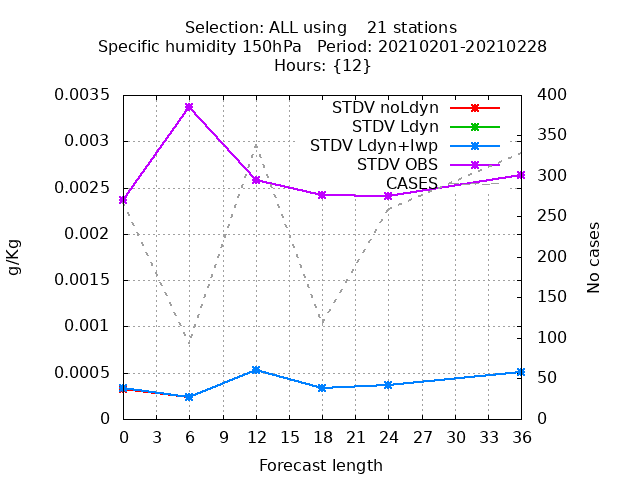 Selection: ALL using    21 stations
Specific humidity 150hPa   Period: 20210201-20210228
Hours: {12}
0.0035
0.003
0.0025
0.002
0.0015
0.001
0.0005
0
g/Kg
STDV noLdyn
STDV Ldyn
STDV Ldyn+lwp
STDV OBS
CASES
400
350
300
250
200
150
100
50
0
No cases
0 3 6 9 12 15 18 21 24 27 30 33 36
Forecast length